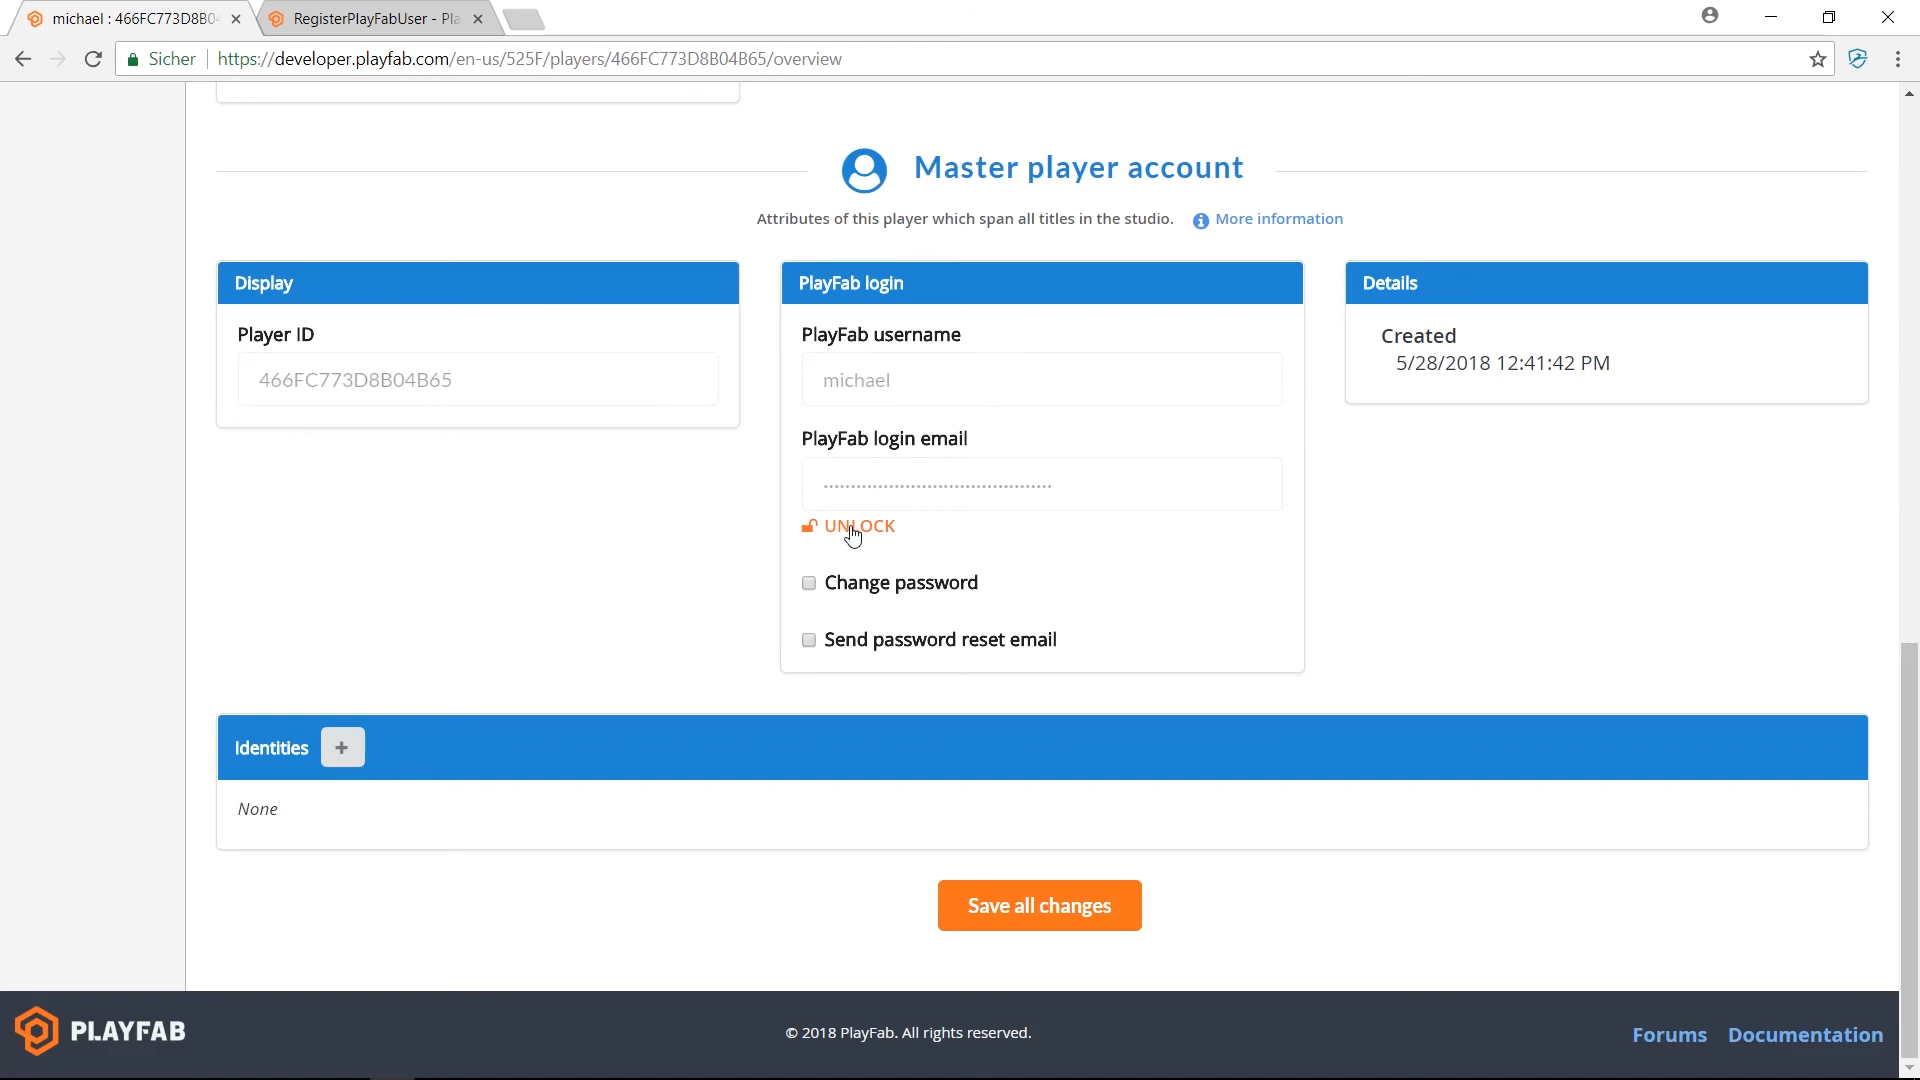 michael : 466FC773D8B04
RegisterPlayFabUser - Pla
Sicher
https://developer.playfab.com/en-us/525F/players/466FC773D8B04B65/overview
Master player account
Attributes of this player which span all titles in the studio. More information
Display
Player ID
466FC773D8B04B65
PlayFab login
PlayFab username
michael
PlayFab login email
UNLOCK
Change password
Send password reset email
Details
Created
5/28/2018 12:41:42 PM
Identities +
None
Save all changes
PLAYFAB
© 2018 PlayFab. All rights reserved.
Forums Documentation